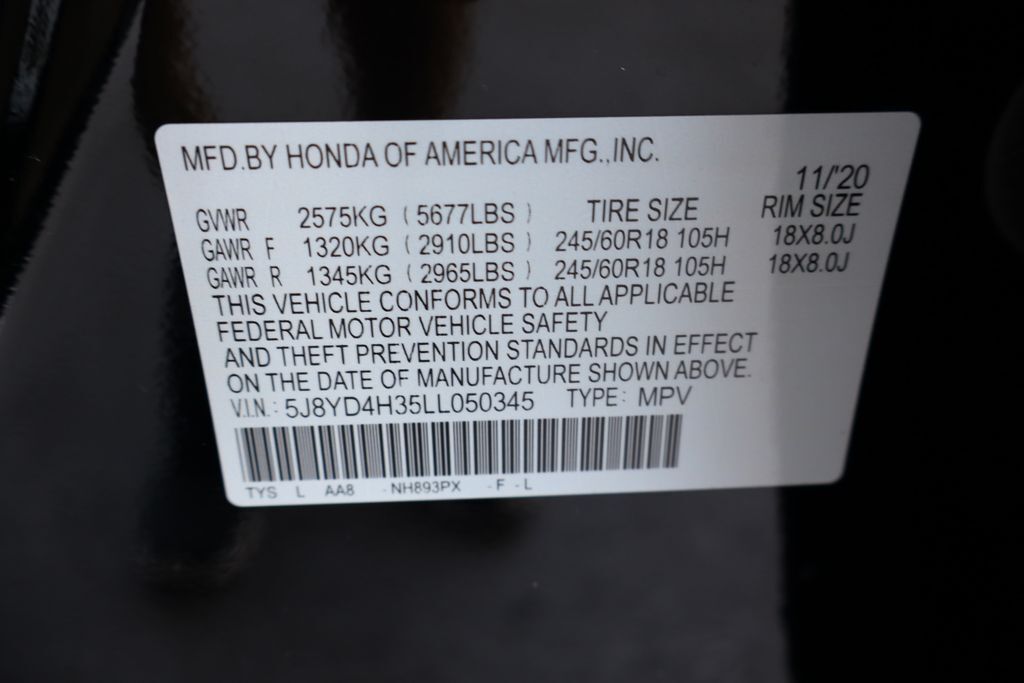 MFD.BY HONDA OF AMERICA MFG.,INC.
11/'20
GVWR 2575KG ( 5677LBS ) TIRE SIZE RIM SIZE
GAWR F 1320KG ( 2910LBS ) 245/60R18 105H 18X8.0J
GAWR R 1345KG ( 2965LBS ) 245/60R18 105H 18X8.0J
THIS VEHICLE CONFORMS TO ALL APPLICABLE
FEDERAL MOTOR VEHICLE SAFETY
AND THEFT PREVENTION STANDARDS IN EFFECT
ON THE DATE OF MANUFACTURE SHOWN ABOVE.
V.I.N.: 5J8YD4H35LL050345 TYPE: MPV
TYS L AA8 -NH893PX -F -L